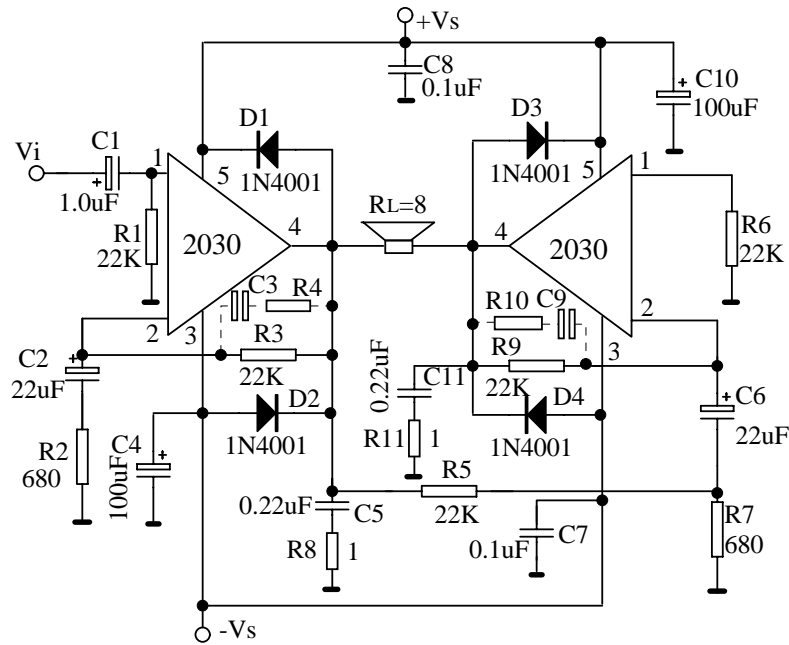 +Vs
C8
0.1uF
C10
100uF
D1
1N4001
D3
1N4001
C1
Vi
1.0uF
1
5
5
1
R1
22K
2030
4
RL=8
4
2030
R6
22K
C3
R4
R10
C9
2
3
R3
22K
R9
22K
3
2
C2
22uF
0.22uF
C11
C6
22uF
D2
1N4001
D4
1N4001
R2
680
C4
100uF
R11
1
0.22uF
C5
R5
22K
R8
1
0.1uF
C7
R7
680
-Vs